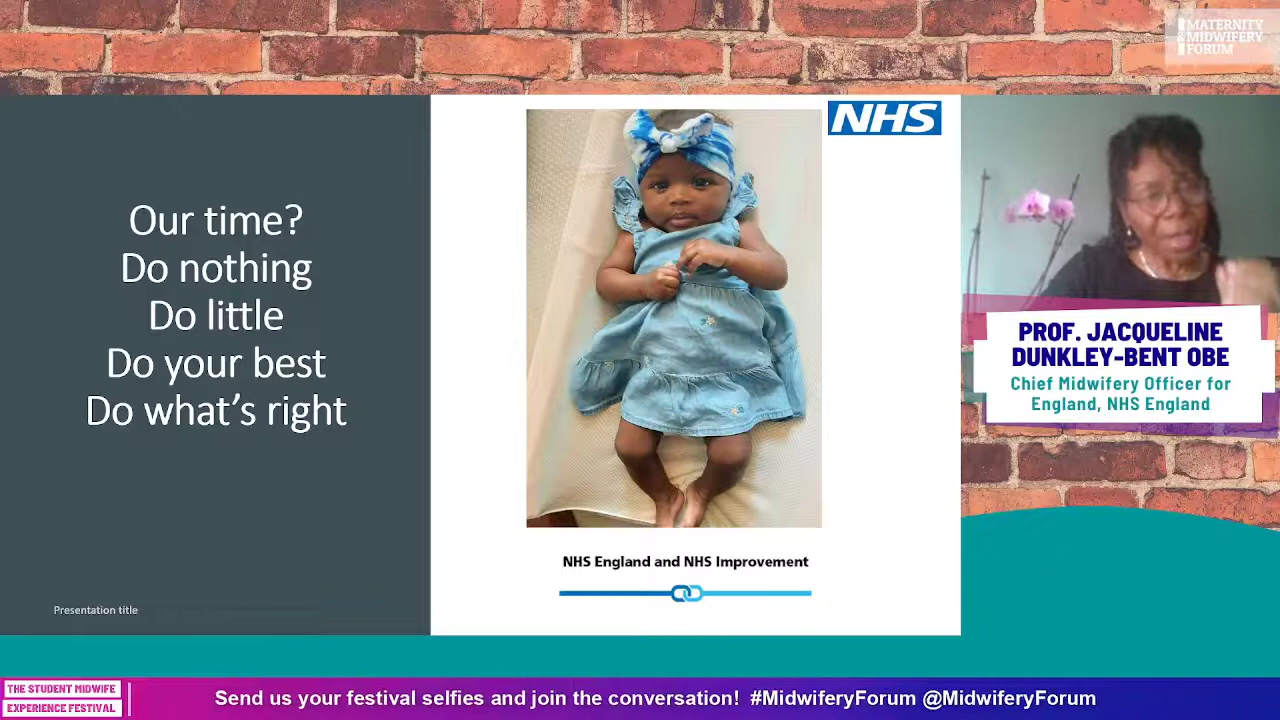 MATERNITY
& MIDWIFERY
FORUM
NHS
Our time?
Do nothing
Do little
Do your best
Do what's right
PROF. JACQUELINE
DUNKLEY-BENT OBE
Chief Midwifery Officer for
England, NHS England
NHS England and NHS Improvement
Presentation title
THE STUDENT MIDWIFE
EXPERIENCE FESTIVAL
Send us your festival selfies and join the conversation! #MidwiferyForum @MidwiferyForum